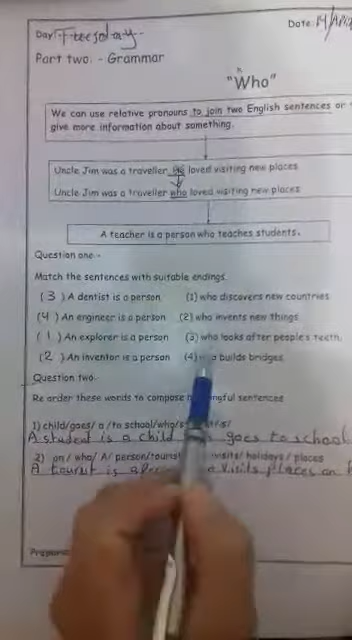 Day: Tuesday. Date: 14/
Part two: - Grammar
"Who"
We can use relative pronouns to join two English sentences or
give more information about something.
Uncle Jim was a traveller he loved visiting new places
Uncle Jim was a traveller who loved visiting new places
A teacher is a person who teaches students.
Question one:-
Match the sentences with suitable endings.
( 3 ) A dentist is a person (1) who discovers new countries
( 4 ) An engineer is a person (2) who invents new things.
( 1 ) An explorer is a person (3) who looks after people's teeth.
( 2 ) An inventor is a person (4) who builds bridges
Question two:
Re order these words to compose sentences
1) child/goes/ a /to school/who/
A student is a child goes to school
2) on / who/ A/ person/tourist visits/ holidays / places
A tourist is a visits places on